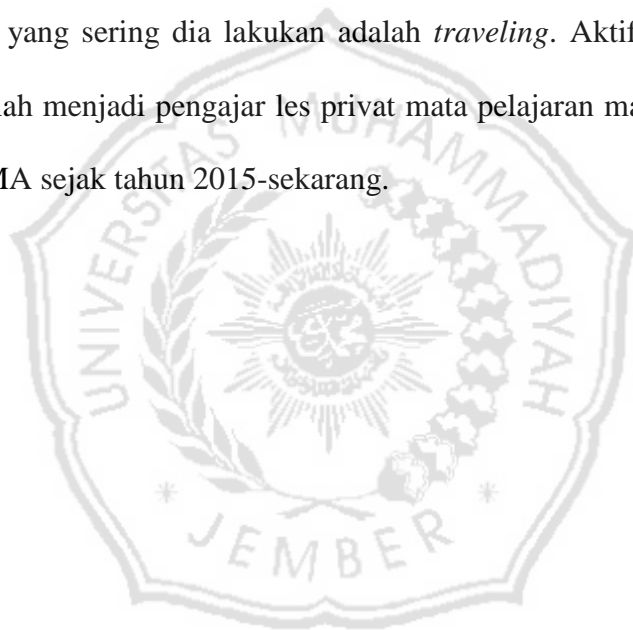 yang sering dia lakukan adalah traveling. Aktif
lah menjadi pengajar les privat mata pelajaran ma
MA sejak tahun 2015-sekarang.
UNIVERSITAS MUHAMMADIYAH
JEMBER